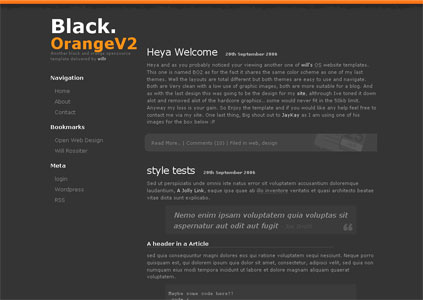 Black.
OrangeV2
Another black and orange opensource
template delivered by will
Navigation
Home
About
Contact
Bookmarks
Open Web Design
Will Rossiter
Meta
login
Wordpress
RSS
Heya Welcome 20th September 2006
Heya and as you probably noticed your viewing another one of will's OS website templates.
This one is named BO2 as for the fact it shares the same color scheme as one of my last
themes. Well the layouts are total different but both themes are easy to use and navigate.
Both are Very clean with a low use of graphic images, both are more suitable for a blog. And
as with the last design this was going to be the design for my site, although Ive toned it down
alot and removed alot of the hardcore graphics.. some would never fit in the 50kb limit.
Anyway my loss is your gain. So Enjoy the template and if you would like any help feel free to
contact me via my site. One last thing, Big shout out to JayKay as I am using one of his
images for the box below :P
Read More.. | Comments (10) | Filed in web, design
style tests 20th September 2006
Sed ut perspiciatis unde omnis iste natus error sit voluptatem accusantium doloremque
laudantium, A Jolly Link, eaque ipsa quae ab illo inventore veritatis et quasi architecto beatae
vitae dicta sunt explicabo.
Nemo enim ipsam voluptatem quia voluptas sit
aspernatur aut odit aut fugit
A header in a Article
sed quia consequuntur magni dolores eos qui ratione voluptatem sequi nesciunt. Neque porro
quisquam est, qui dolorem ipsum quia dolor sit amet, consectetur, adipisci velit, sed quia non
numquam eius modi tempora incidunt ut labore et dolore magnam aliquam quaerat
voluptatem.
Maybe some code here!!